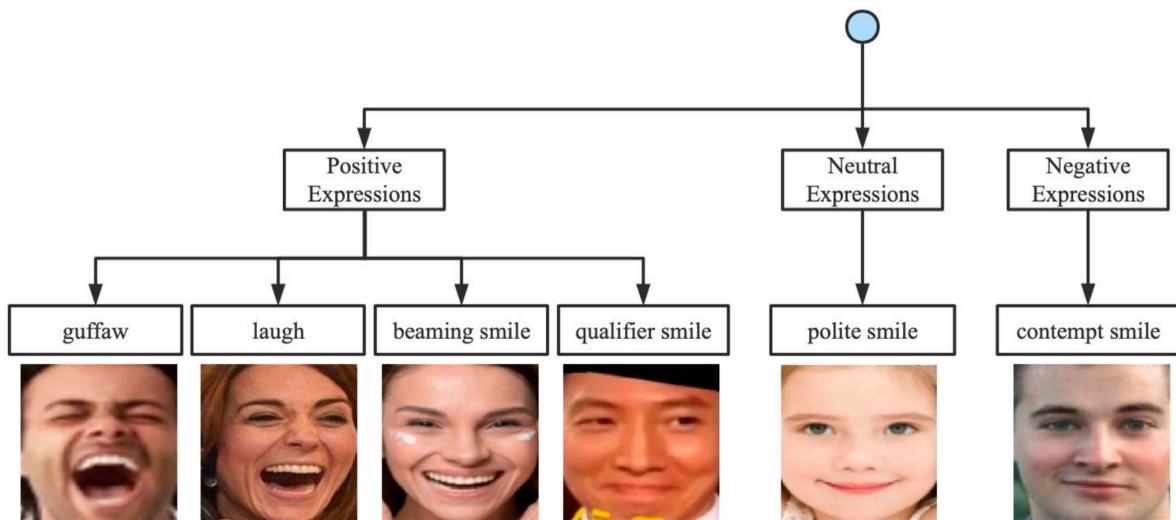 Positive
Expressions
Neutral
Expressions
Negative
Expressions
guffaw
laugh
beaming smile
qualifier smile
polite smile
contempt smile